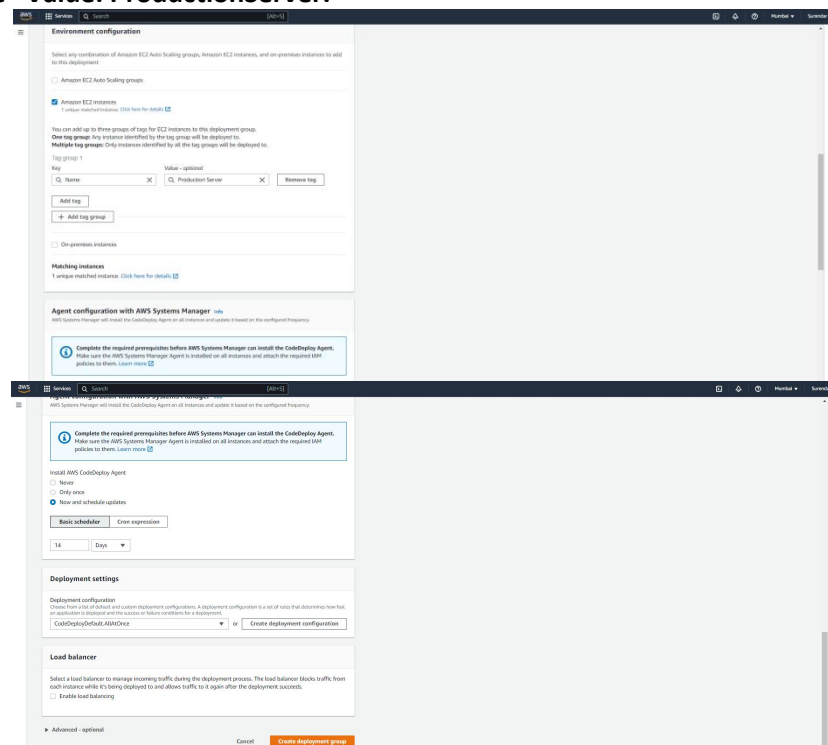 Value: ProductionServer.
aws Services Search [Alt+S] Mumbai Surendar
Environment configuration
Select any combination of Amazon EC2 Auto Scaling groups, Amazon EC2 instances, and on-premises instances to add
to this deployment
Amazon EC2 Auto Scaling groups
Amazon EC2 instances
1 unique matched instance. Click here for details
You can add up to three groups of tags for EC2 instances to this deployment group.
One tag group: Any instance identified by the tag group will be deployed to.
Multiple tag groups: Only instances identified by all the tag groups will be deployed to.
Tag group 1
Key Value - optional
Name Production Server Remove tag
Add tag
+ Add tag group
On-premises instances
Matching instances
1 unique matched instance. Click here for details
Agent configuration with AWS Systems Manager Info
AWS Systems Manager will install the CodeDeploy Agent on all instances and update it based on the configured frequency.
Complete the required prerequisites before AWS Systems Manager can install the CodeDeploy Agent.
Make sure the AWS Systems Manager Agent is installed on all instances and attach the required IAM
policies to them. Learn more
aws Services Search [Alt+S] Mumbai Surenda
Agent configuration with AWS Systems Manager Info
AWS Systems Manager will install the CodeDeploy Agent on all instances and update it based on the configured frequency.
Complete the required prerequisites before AWS Systems Manager can install the CodeDeploy Agent.
Make sure the AWS Systems Manager Agent is installed on all instances and attach the required IAM
policies to them. Learn more
Install AWS CodeDeploy Agent
Never
Only once
Now and schedule updates
Basic scheduler Cron expression
14 Days
Deployment settings
Deployment configuration
Choose from a list of default and custom deployment configurations. A deployment configuration is a set of rules that determines how fast
an application is deployed and the success or failure conditions for a deployment.
CodeDeployDefault.AllAtOnce or Create deployment configuration
Load balancer
Select a load balancer to manage incoming traffic during the deployment process. The load balancer blocks traffic from
each instance while it's being deployed to and allows traffic to it again after the deployment succeeds.
Enable load balancing
Advanced - optional
Cancel Create deployment group